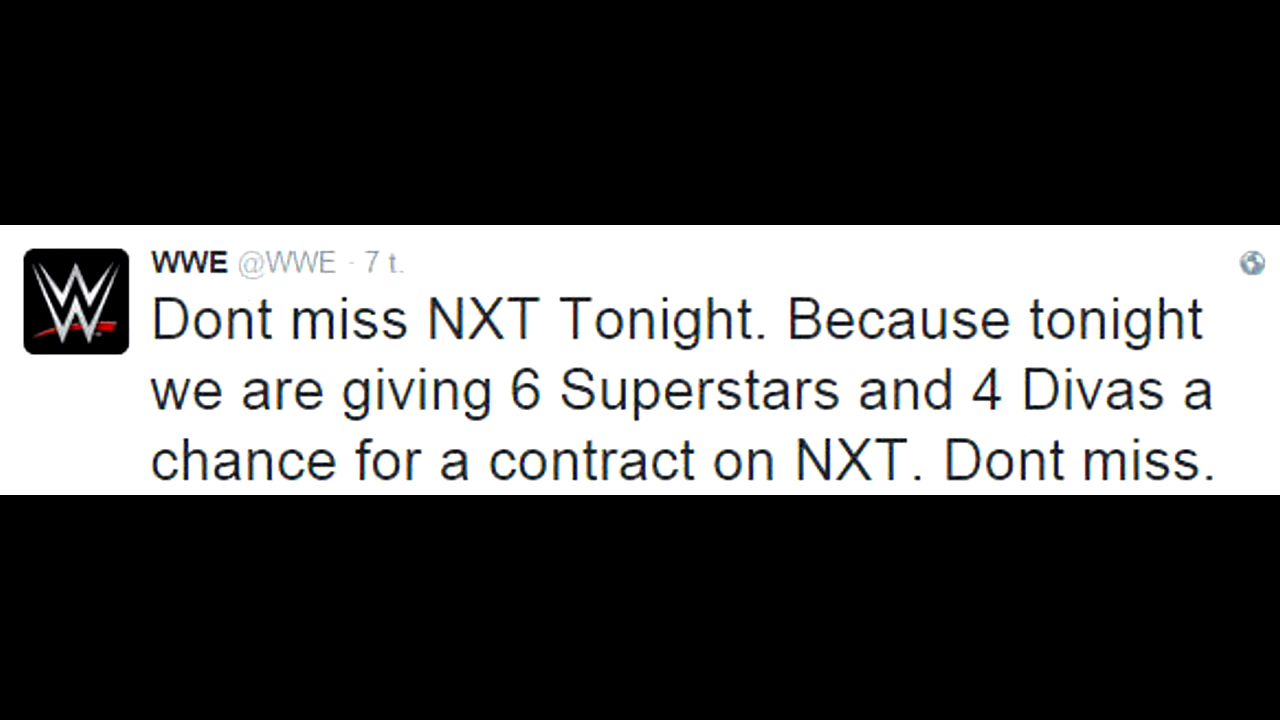 WWE @WWE · 7 t.
Dont miss NXT Tonight. Because tonight
we are giving 6 Superstars and 4 Divas a
chance for a contract on NXT. Dont miss.